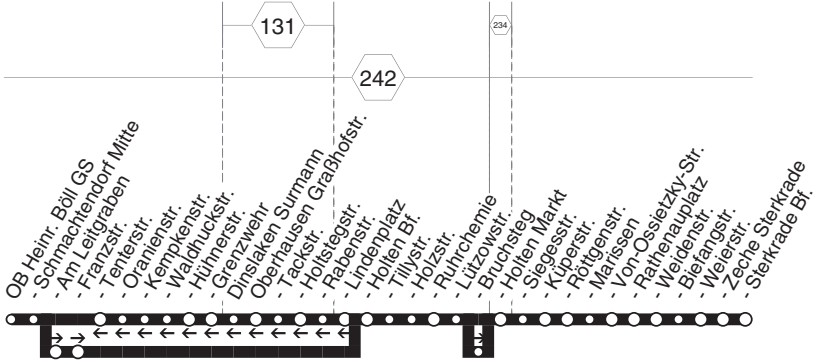 131
234
242
OB Heinr. Böll GS
- Schmachtendorf Mitte
- Am Leitgraben
- Franzstr.
- Tenterstr.
- Oranienstr.
- Kempkenstr.
- Waldhuckstr.
- Hühnerstr.
- Grenzwehr
Dinslaken Surmann
Oberhausen Graßhofstr.
- Tackstr.
- Holtstegstr.
- Rabenstr.
- Lindenplatz
- Holten Bf.
- Tillystr.
- Holzstr.
- Ruhrchemie
- Lützowstr.
- Bruchsteg
- Holten Markt
- Siegesstr.
- Küperstr.
- Röttgenstr.
- Marissen
- Von-Ossietzky-Str.
- Rathenauplatz
- Weidenstr.
- Biefangstr.
- Weierstr.
- Zeche Sterkrade
- Sterkrade Bf.